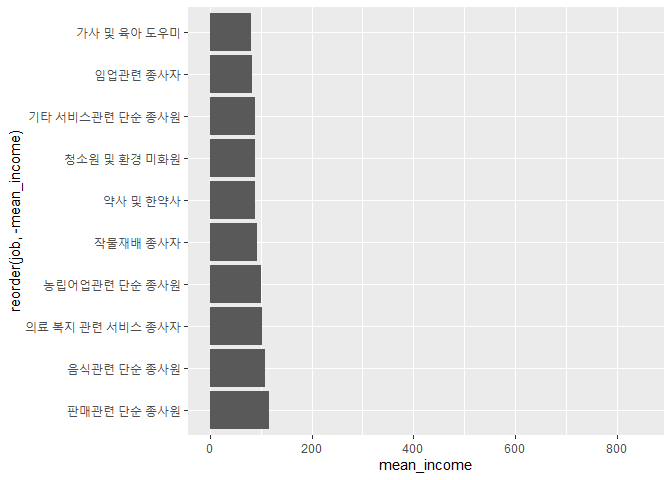 가사 및 육아 도우미
임업관련 종사자
기타 서비스관련 단순 종사원
청소원 및 환경 미화원
약사 및 한약사
작물재배 종사자
농립어업관련 단순 종사원
의료 복지 관련 서비스 종사자
음식관련 단순 종사원
판매관련 단순 종사원
reorder(job, -mean_income)
0 200 400 600 800
mean_income